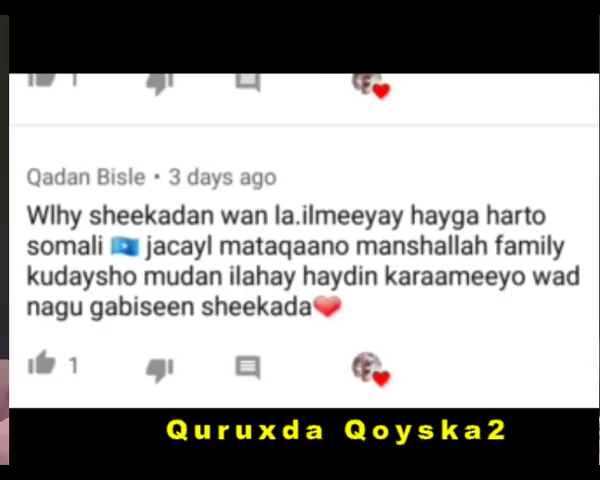 1
Qadan Bisle • 3 days ago
Wlhy sheekadan wan la.ilmeeyay hayga harto
somali 🇸🇴 jacayl mataqaano manshallah family
kudaysho mudan ilahay haydin karaameeyo wad
nagu gabiseen sheekada❤
1
Quruxda Qoyska2